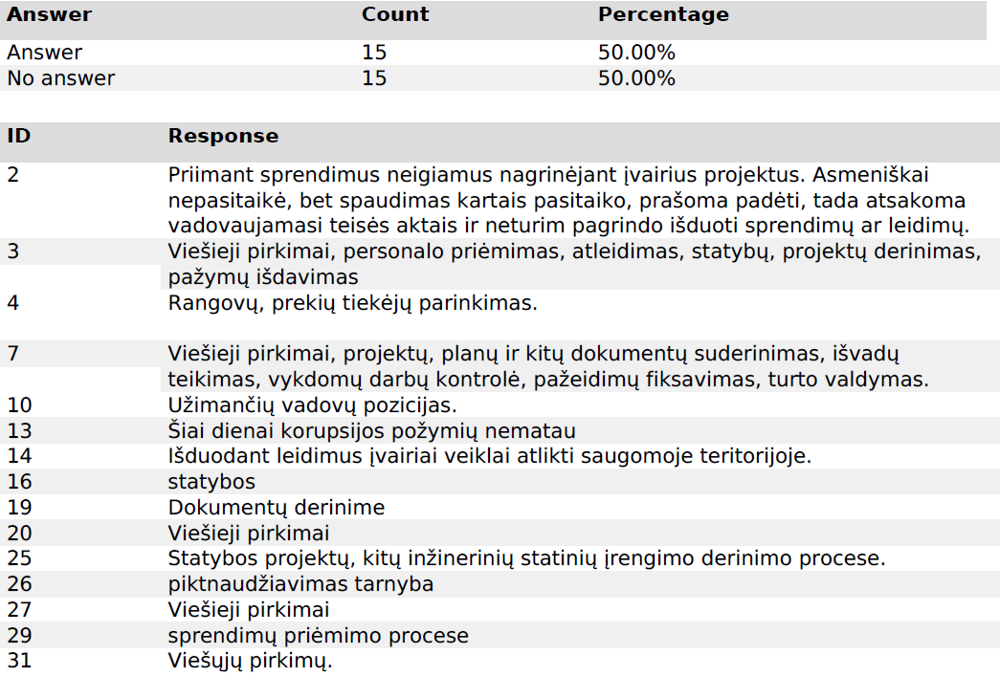 Answer Count Percentage
Answer 15 50.00%
No answer 15 50.00%
ID Response
2 Priimant sprendimus neigiamus nagrinėjant įvairius projektus. Asmeniškai
nepasitaikė, bet spaudimas kartais pasitaiko, prašoma padėti, tada atsakoma
vadovaujamasi teisės aktais ir neturim pagrindo išduoti sprendimų ar leidimų.
3 Viešieji pirkimai, personalo priėmimas, atleidimas, statybų, projektų derinimas,
pažymų išdavimas
4 Rangovų, prekių tiekėjų parinkimas.
7 Viešieji pirkimai, projektų, planų ir kitų dokumentų suderinimas, išvadų
teikimas, vykdomų darbų kontrolė, pažeidimų fiksavimas, turto valdymas.
10 Užimančių vadovų pozicijas.
13 Šiai dienai korupsijos požymių nematau
14 Išduodant leidimus įvairiai veiklai atlikti saugomoje teritorijoje.
16 statybos
19 Dokumentų derinime
20 Viešieji pirkimai
25 Statybos projektų, kitų inžinerinių statinių įrengimo derinimo procese.
26 piktnaudžiavimas tarnyba
27 Viešieji pirkimai
29 sprendimų priėmimo procese
31 Viešųjų pirkimų.